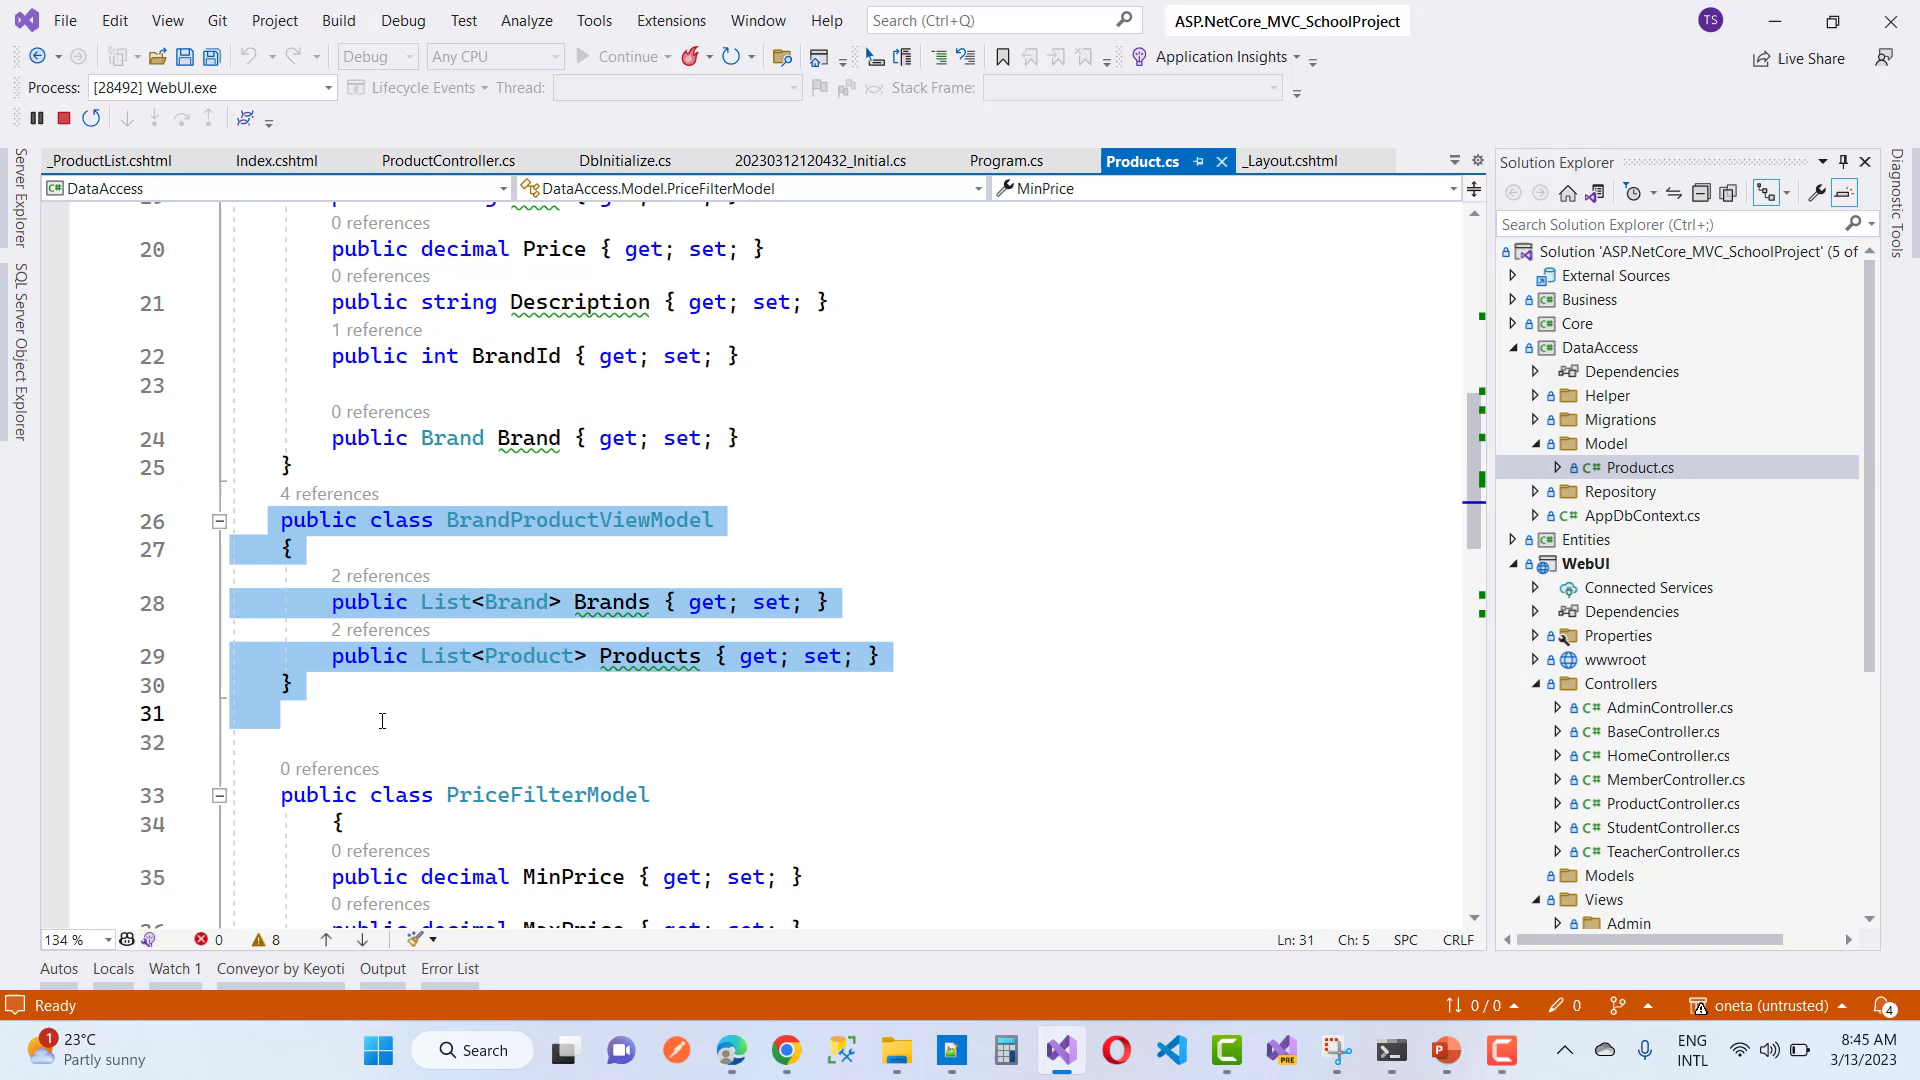 File Edit View Git Project Build Debug Test Analyze Tools Extensions Window Help Search (Ctrl+Q) ASP.NetCore_MVC_SchoolProject TS
Debug Any CPU Continue Application Insights Live Share
Process: [28492] WebUI.exe Lifecycle Events Thread: Stack Frame:
_ProductList.cshtml Index.cshtml ProductController.cs DbInitialize.cs 20230312120432_Initial.cs Program.cs Product.cs _Layout.cshtml
DataAccess DataAccess.Model.PriceFilterModel MinPrice
Server Explorer
SQL Server Object Explorer
0 references
20 public decimal Price { get; set; }
0 references
21 public string Description { get; set; }
1 reference
22 public int BrandId { get; set; }
23
0 references
24 public Brand Brand { get; set; }
25 }
4 references
26 public class BrandProductViewModel
27 {
2 references
28 public List<Brand> Brands { get; set; }
2 references
29 public List<Product> Products { get; set; }
30 }
31
32
0 references
33 public class PriceFilterModel
34 {
0 references
35 public decimal MinPrice { get; set; }
0 references
134 % 0 8 Ln: 31 Ch: 5 SPC CRLF
Solution Explorer
Search Solution Explorer (Ctrl+;)
Solution 'ASP.NetCore_MVC_SchoolProject' (5 of
External Sources
C# Business
C# Core
C# DataAccess
Dependencies
Helper
Migrations
Model
C# Product.cs
Repository
C# AppDbContext.cs
C# Entities
WebUI
Connected Services
Dependencies
Properties
wwwroot
Controllers
C# AdminController.cs
C# BaseController.cs
C# HomeController.cs
C# MemberController.cs
C# ProductController.cs
C# StudentController.cs
C# TeacherController.cs
Models
Views
Admin
Diagnostic Tools
Autos Locals Watch 1 Conveyor by Keyoti Output Error List
Ready 0 / 0 0 oneta (untrusted) 4
1 23°C
Partly sunny
Search
PRE
ENG
INTL
8:45 AM
3/13/2023